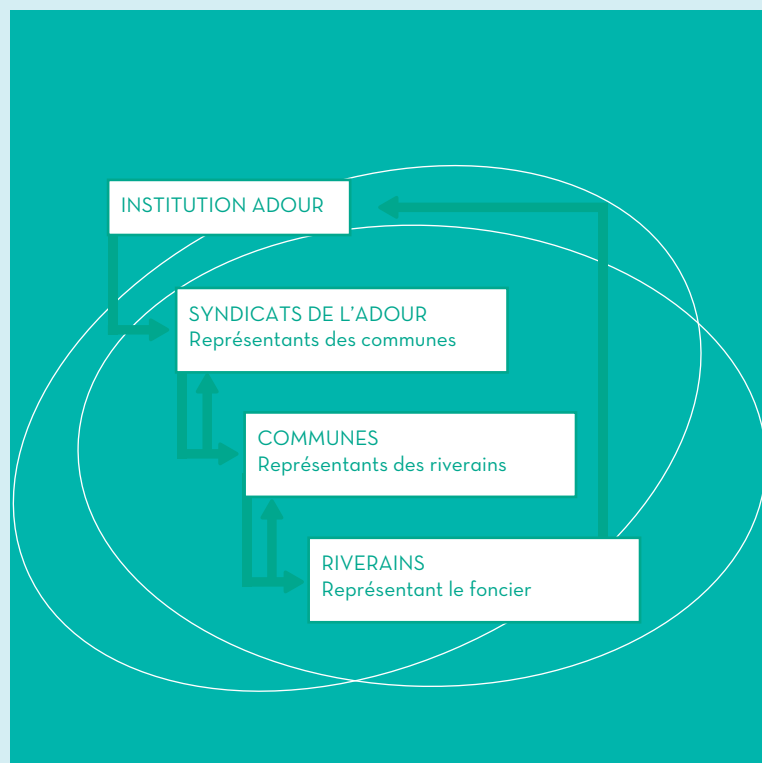 INSTITUTION ADOUR
SYNDICATS DE L'ADOUR
Représentants des communes
COMMUNES
Représentants des riverains
RIVERAINS
Représentant le foncier